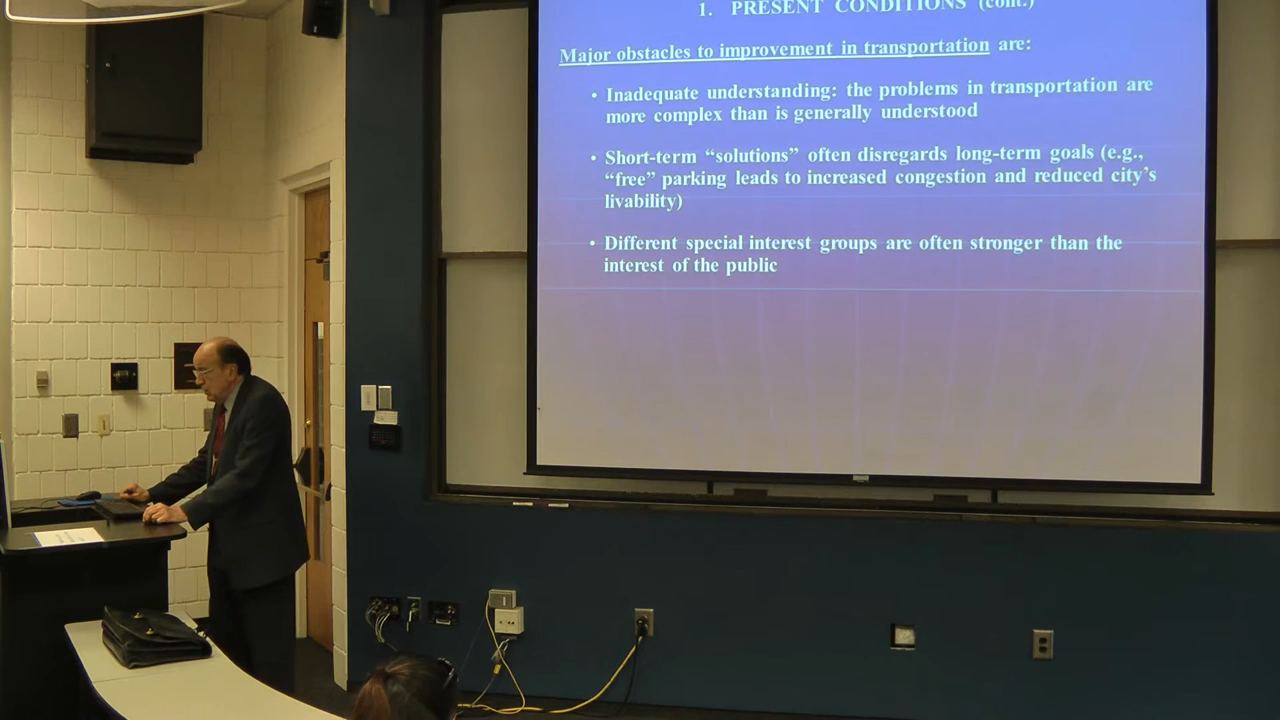 1. PRESENT CONDITIONS (cont.)
Major obstacles to improvement in transportation are:
• Inadequate understanding: the problems in transportation are
more complex than is generally understood
• Short-term “solutions” often disregards long-term goals (e.g.,
“free” parking leads to increased congestion and reduced city’s
livability)
• Different special interest groups are often stronger than the
interest of the public